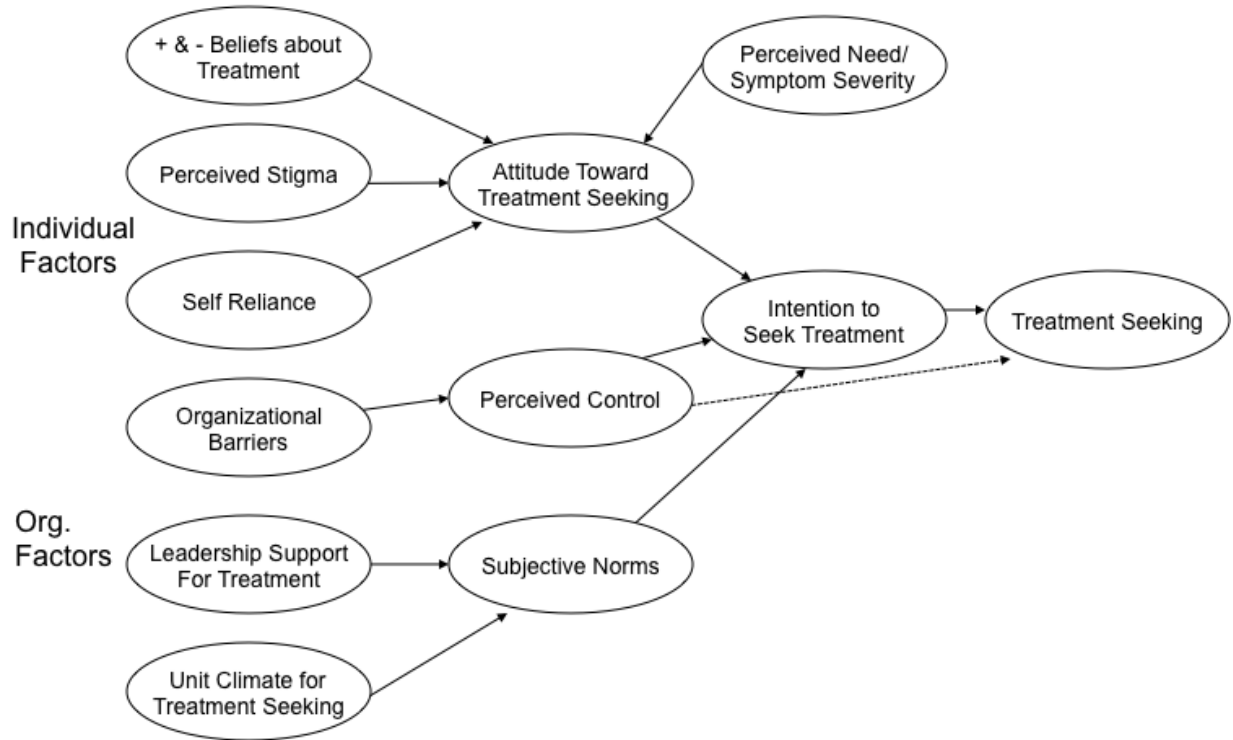 + & - Beliefs about
Treatment
Perceived Need/
Symptom Severity
Perceived Stigma
Attitude Toward
Treatment Seeking
Individual
Factors
Self Reliance
Intention to
Seek Treatment
Treatment Seeking
Organizational
Barriers
Perceived Control
Org.
Factors
Leadership Support
For Treatment
Subjective Norms
Unit Climate for
Treatment Seeking